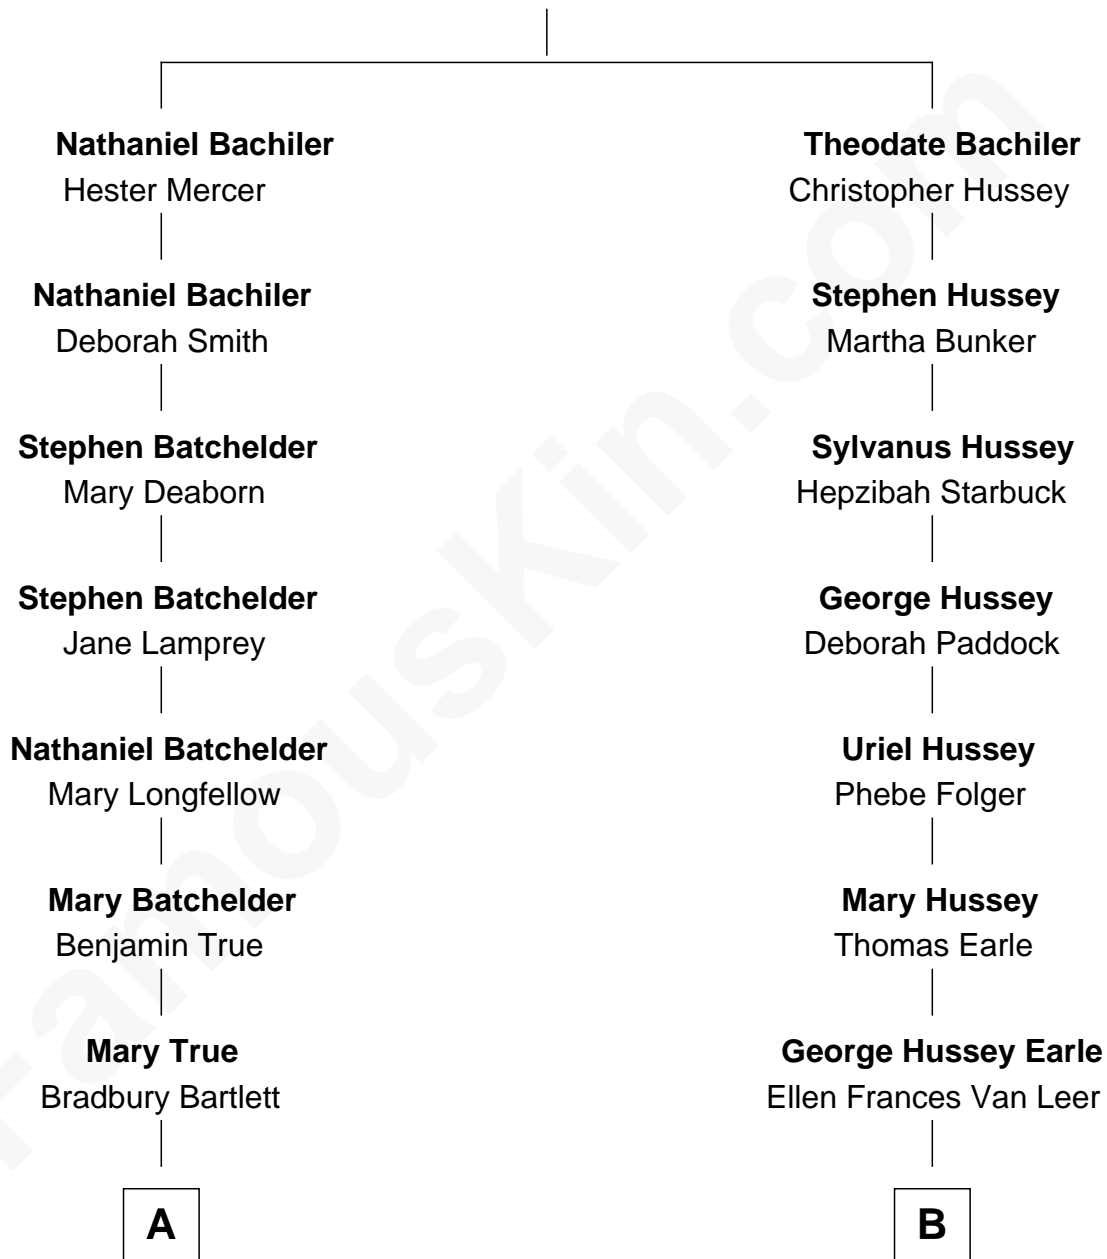 Nathaniel Bachiler
Hester Mercer
Nathaniel Bachiler
Deborah Smith
Stephen Batchelder
Mary Deaborn
Stephen Batchelder
Jane Lamprey
Nathaniel Batchelder
Mary Longfellow
Mary Batchelder
Benjamin True
Mary True
Bradbury Bartlett
A
Theodate Bachiler
Christopher Hussey
Stephen Hussey
Martha Bunker
Sylvanus Hussey
Hepzibah Starbuck
George Hussey
Deborah Paddock
Uriel Hussey
Phebe Folger
Mary Hussey
Thomas Earle
George Hussey Earle
Ellen Frances Van Leer
B
FamousKin.com